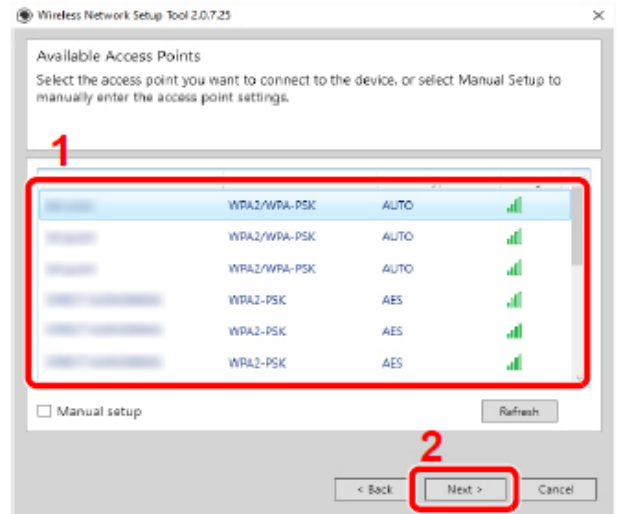 Wireless Network Setup Tool 2.0.7.25
Available Access Points
Select the access point you want to connect to the device, or select Manual Setup to
manually enter the access point settings.
1
WPA2/WPA-PSK AUTO
WPA2/WPA-PSK AUTO
WPA2/WPA-PSK AUTO
WPA2-PSK AES
WPA2-PSK AES
WPA2-PSK AES
Manual setup Refresh
2
< Back Next > Cancel